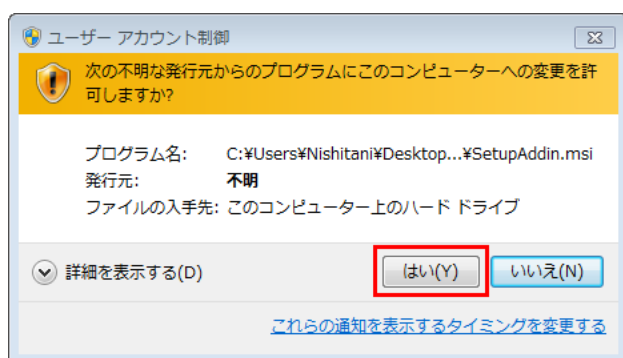 ユーザー アカウント制御
次の不明な発行元からのプログラムにこのコンピューターへの変更を許
可しますか?
プログラム名: C:¥Users¥Nishitani¥Desktop...¥SetupAddin.msi
発行元: 不明
ファイルの入手先: このコンピューター上のハード ドライブ
詳細を表示する(D) はい(Y) いいえ(N)
これらの通知を表示するタイミングを変更する